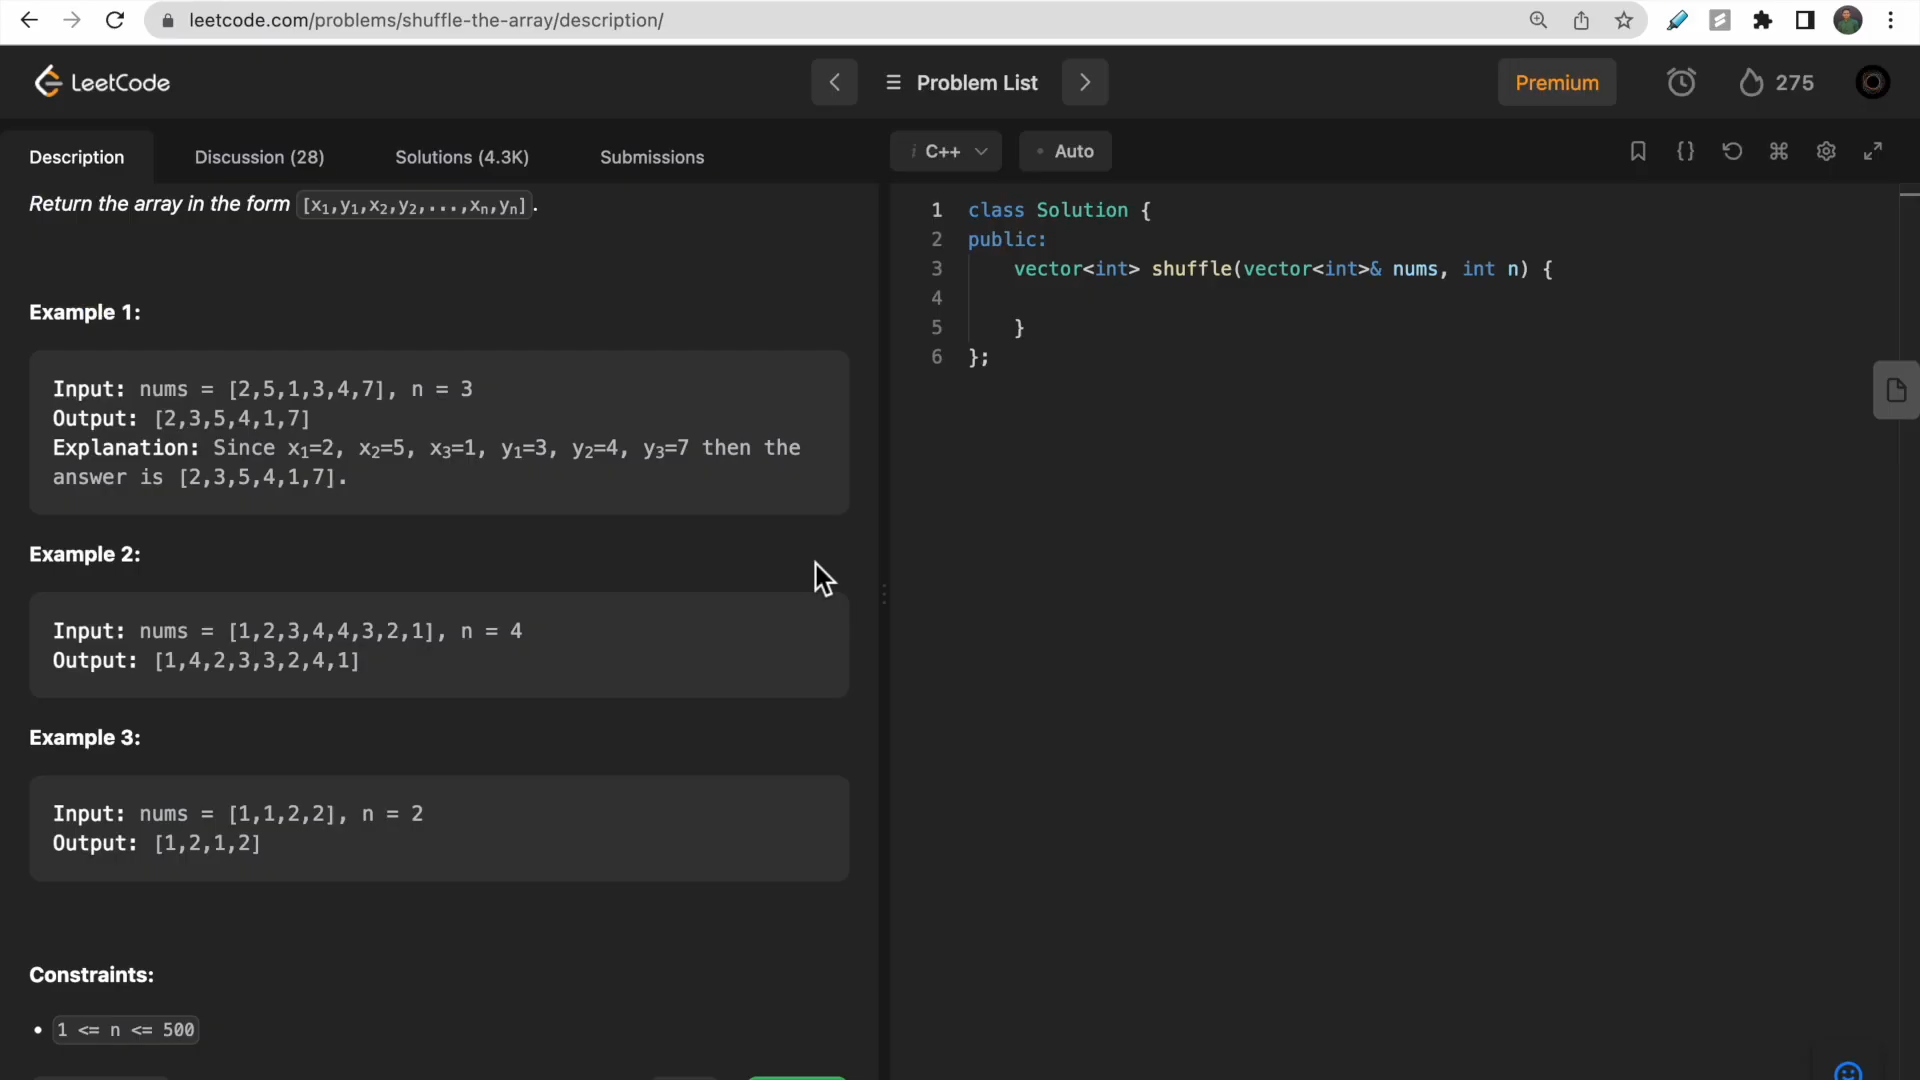 leetcode.com/problems/shuffle-the-array/description/
LeetCode
Problem List
Premium
275
Description
Discussion (28)
Solutions (4.3K)
Submissions
i C++
• Auto
Return the array in the form [x₁,y₁,x₂,y₂,...,xₙ,yₙ].
Example 1:
Input: nums = [2,5,1,3,4,7], n = 3
Output: [2,3,5,4,1,7]
Explanation: Since x₁=2, x₂=5, x₃=1, y₁=3, y₂=4, y₃=7 then the
answer is [2,3,5,4,1,7].
Example 2:
Input: nums = [1,2,3,4,4,3,2,1], n = 4
Output: [1,4,2,3,3,2,4,1]
Example 3:
Input: nums = [1,1,2,2], n = 2
Output: [1,2,1,2]
Constraints:
• 1 <= n <= 500
1 class Solution {
2 public:
3     vector<int> shuffle(vector<int>& nums, int n) {
4
5     }
6 };